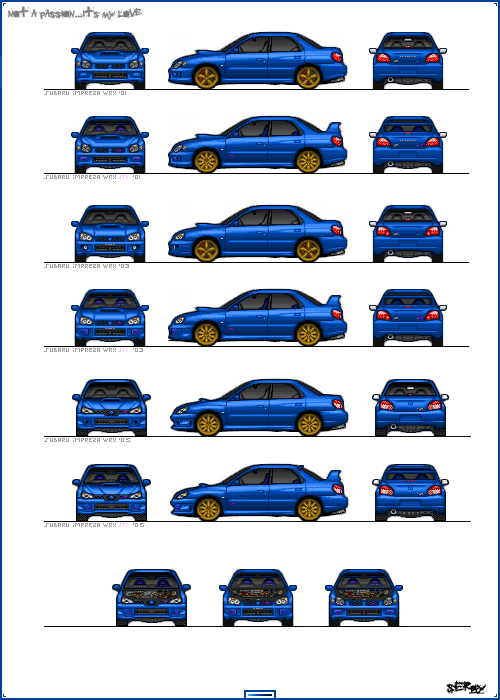 NOT A PASSION...IT'S MY LOVE
SUBARU IMPREZA WRX '01
SUBARU IMPREZA WRX STI '01
SUBARU IMPREZA WRX '03
SUBARU IMPREZA WRX STI '03
SUBARU IMPREZA WRX '05
SUBARU IMPREZA WRX STI '05